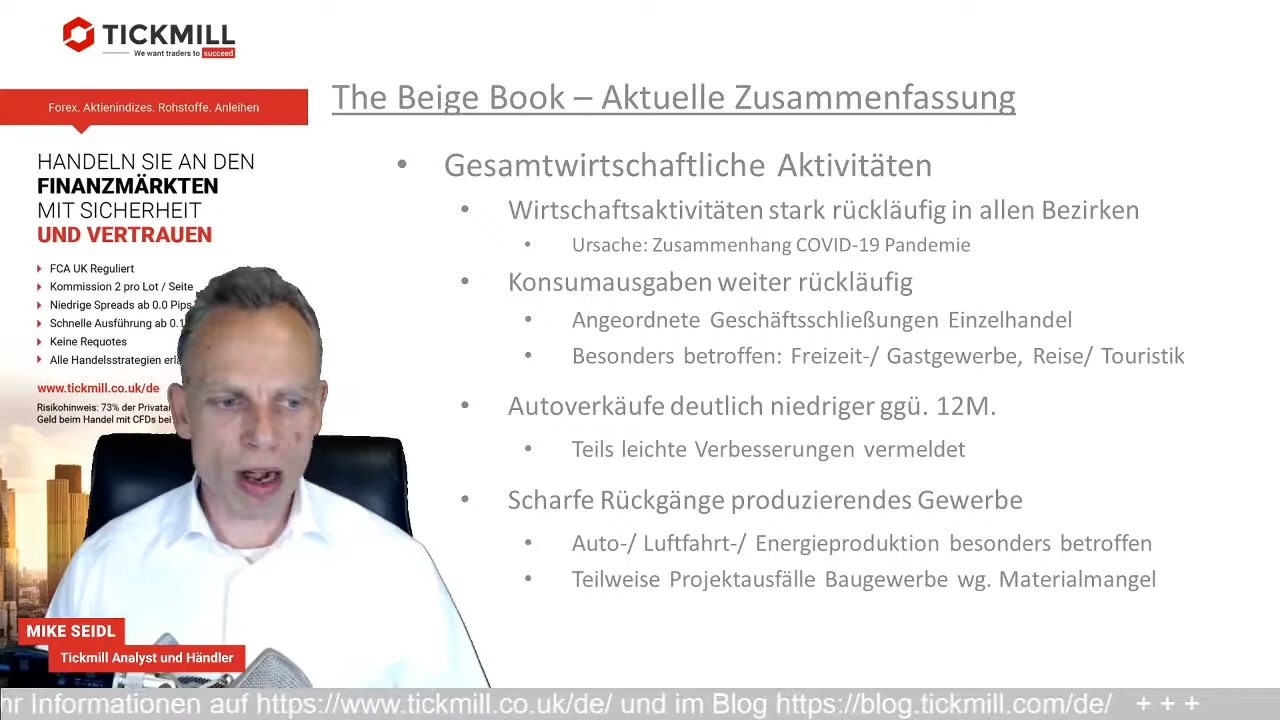 TICKMILL
We want traders to succeed
Forex. Aktienindizes. Rohstoffe. Anleihen
HANDELN SIE AN DEN
FINANZMÄRKTEN
MIT SICHERHEIT
UND VERTRAUEN
FCA UK Reguliert
Kommission 2 pro Lot / Seite
Niedrige Spreads ab 0.0 Pips
Schnelle Ausführung ab
Keine Requotes
Alle Handelsstrategien
www.tickmill.co.uk/de
Risikohinweis: 73% der
Geld beim Handel mit CFDs
The Beige Book – Aktuelle Zusammenfassung
• Gesamtwirtschaftliche Aktivitäten
• Wirtschaftsaktivitäten stark rückläufig in allen Bezirken
• Ursache: Zusammenhang COVID-19 Pandemie
• Konsumausgaben weiter rückläufig
• Angeordnete Geschäftsschließungen Einzelhandel
• Besonders betroffen: Freizeit-/ Gastgewerbe, Reise/ Touristik
• Autoverkäufe deutlich niedriger ggü. 12M.
• Teils leichte Verbesserungen vermeldet
• Scharfe Rückgänge produzierendes Gewerbe
• Auto-/ Luftfahrt-/ Energieproduktion besonders betroffen
• Teilweise Projektausfälle Baugewerbe wg. Materialmangel
MIKE SEIDL
Tickmill Analyst und Händler
hr Informationen auf https://www.tickmill.co.uk/de/ und im Blog https://blog.tickmill.com/de/ + + +